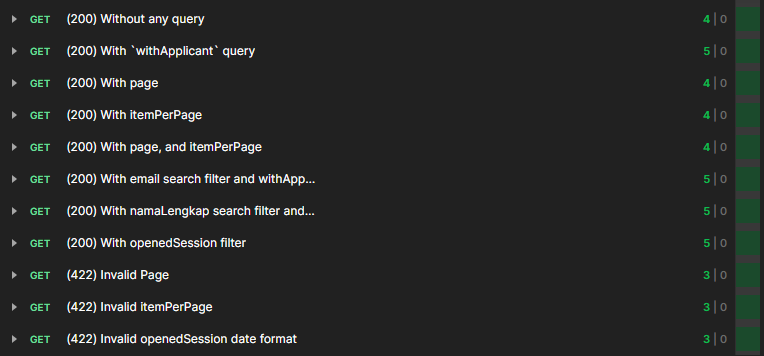 GET (200) Without any query 4 | 0
GET (200) With `withApplicant` query 5 | 0
GET (200) With page 4 | 0
GET (200) With itemPerPage 4 | 0
GET (200) With page, and itemPerPage 4 | 0
GET (200) With email search filter and withApp... 5 | 0
GET (200) With namaLengkap search filter and... 5 | 0
GET (200) With openedSession filter 5 | 0
GET (422) Invalid Page 3 | 0
GET (422) Invalid itemPerPage 3 | 0
GET (422) Invalid openedSession date format 3 | 0